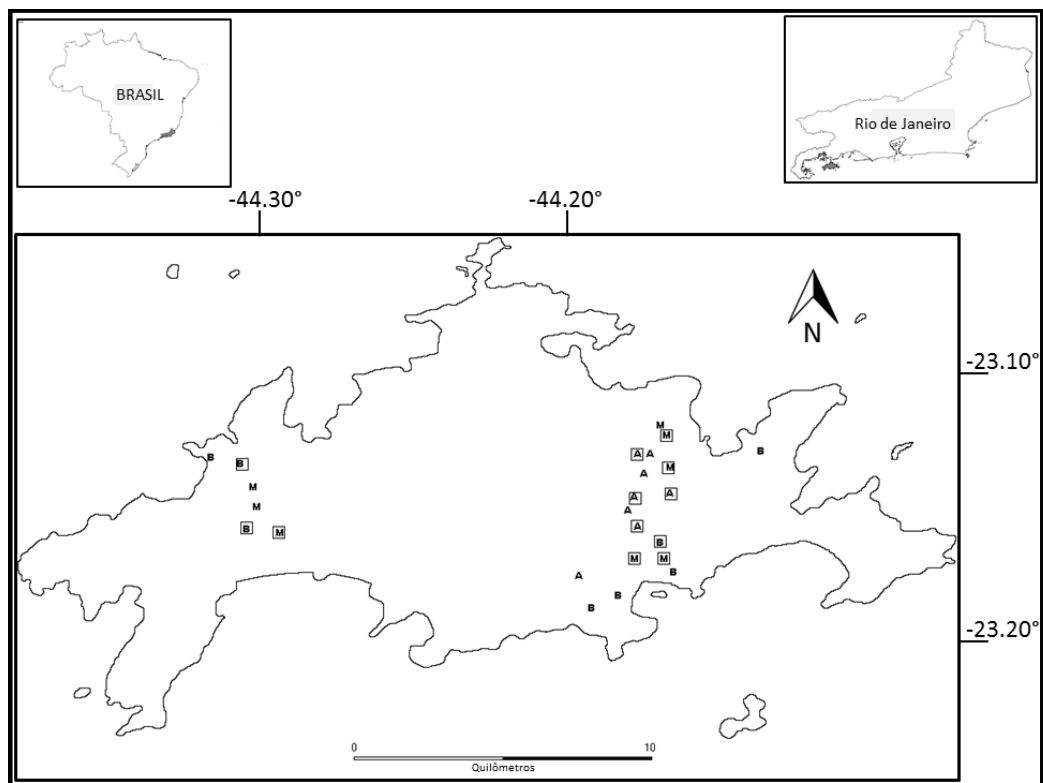 BRASIL
Rio de Janeiro
-44.30°
-44.20°
N
-23.10°
M
M
A A
B
B
B
M
A
M
A
A
M
A
A
B
M
B
M
M
B
A
B
B
-23.20°
0 10
Quilômetros